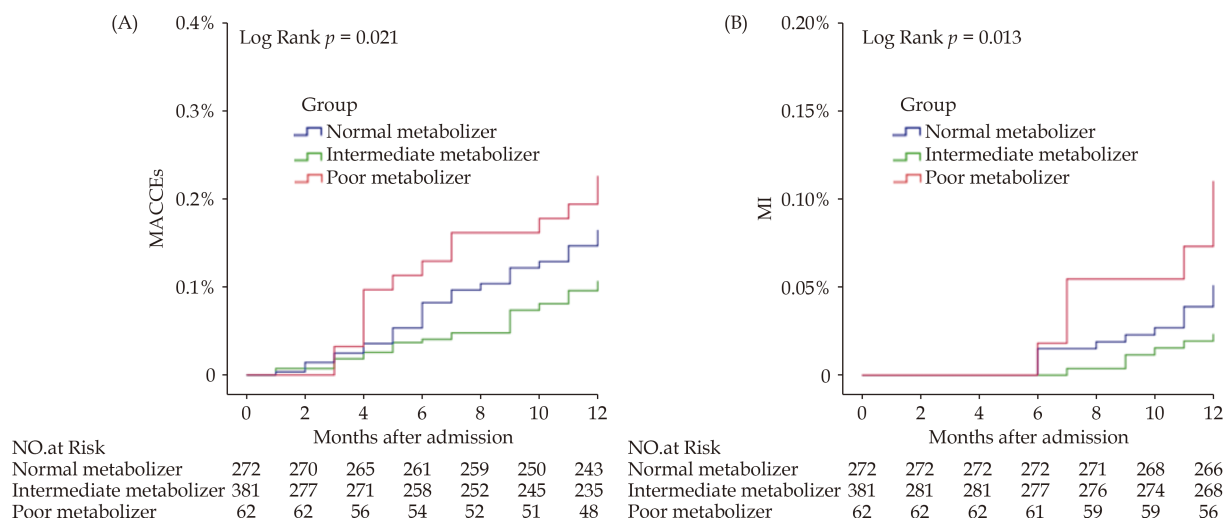 (A)
0.4%
0.3%
0.2%
0.1%
0
MACCEs
Log Rank p = 0.021
Group
Normal metabolizer
Intermediate metabolizer
Poor metabolizer
0 2 4 6 8 10 12
Months after admission
NO.at Risk
Normal metabolizer 272 270 265 261 259 250 243
Intermediate metabolizer 381 277 271 258 252 245 235
Poor metabolizer 62 62 56 54 52 51 48
(B)
0.20%
0.15%
0.10%
0.05%
0
MI
Log Rank p = 0.013
Group
Normal metabolizer
Intermediate metabolizer
Poor metabolizer
0 2 4 6 8 10 12
Months after admission
NO.at Risk
Normal metabolizer 272 272 272 272 271 268 266
Intermediate metabolizer 381 281 281 277 276 274 268
Poor metabolizer 62 62 62 61 59 59 56